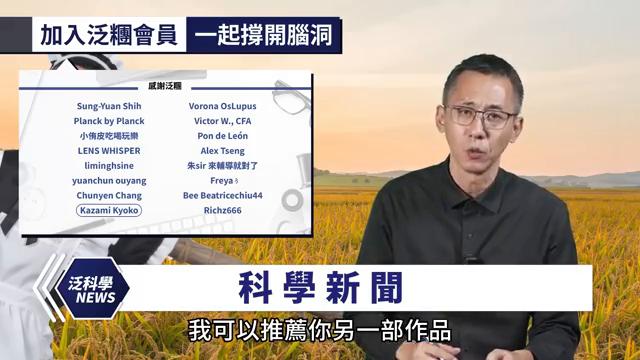 加入泛糰會員 一起撐開腦洞
感謝泛糰
Sung-Yuan Shih
Planck by Planck
小侑皮吃喝玩樂
LENS WHISPER
liminghsine
yuanchun ouyang
Chunyen Chang
Kazami Kyoko
Vorona OsLupus
Victor W., CFA
Pon de León
Alex Tseng
朱sir 來輔導就對了
Freya
Bee Beatricechiu44
Richz666
泛科學
NEWS
科學新聞
我可以推薦你另一部作品